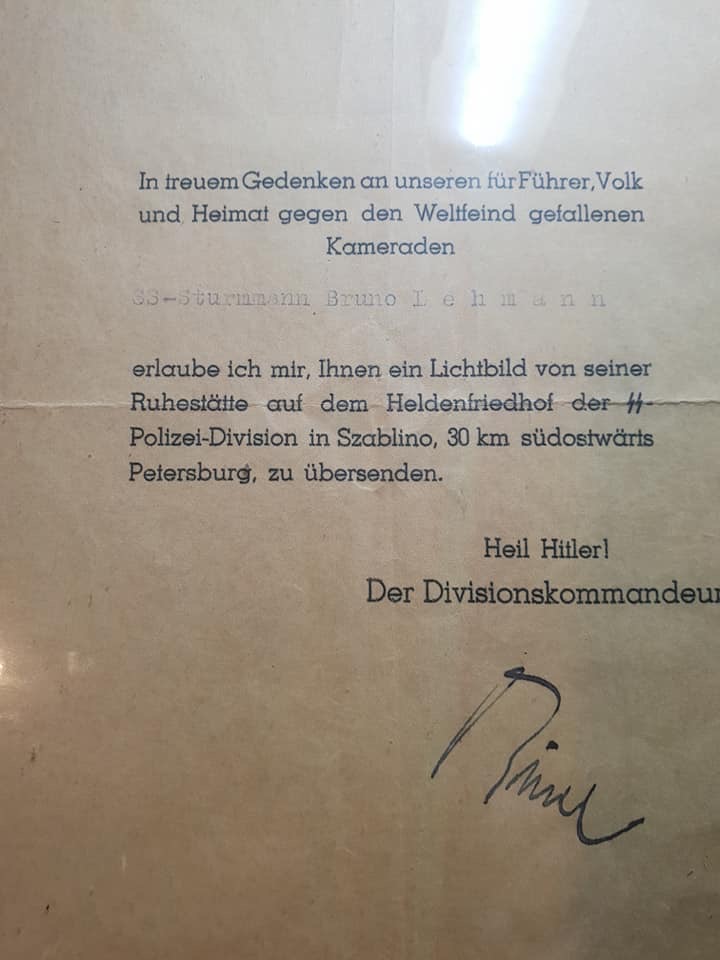 In treuem Gedenken an unseren für Führer, Volk
und Heimat gegen den Weltfeind gefallenen
Kameraden
SS-Sturmmann Bruno Lehmann
erlaube ich mir, Ihnen ein Lichtbild von seiner
Ruhestätte auf dem Heldenfriedhof der SS-
Polizei-Division in Szablino, 30 km südostwärts
Petersburg, zu übersenden.
Heil Hitler!
Der Divisionskommandeur